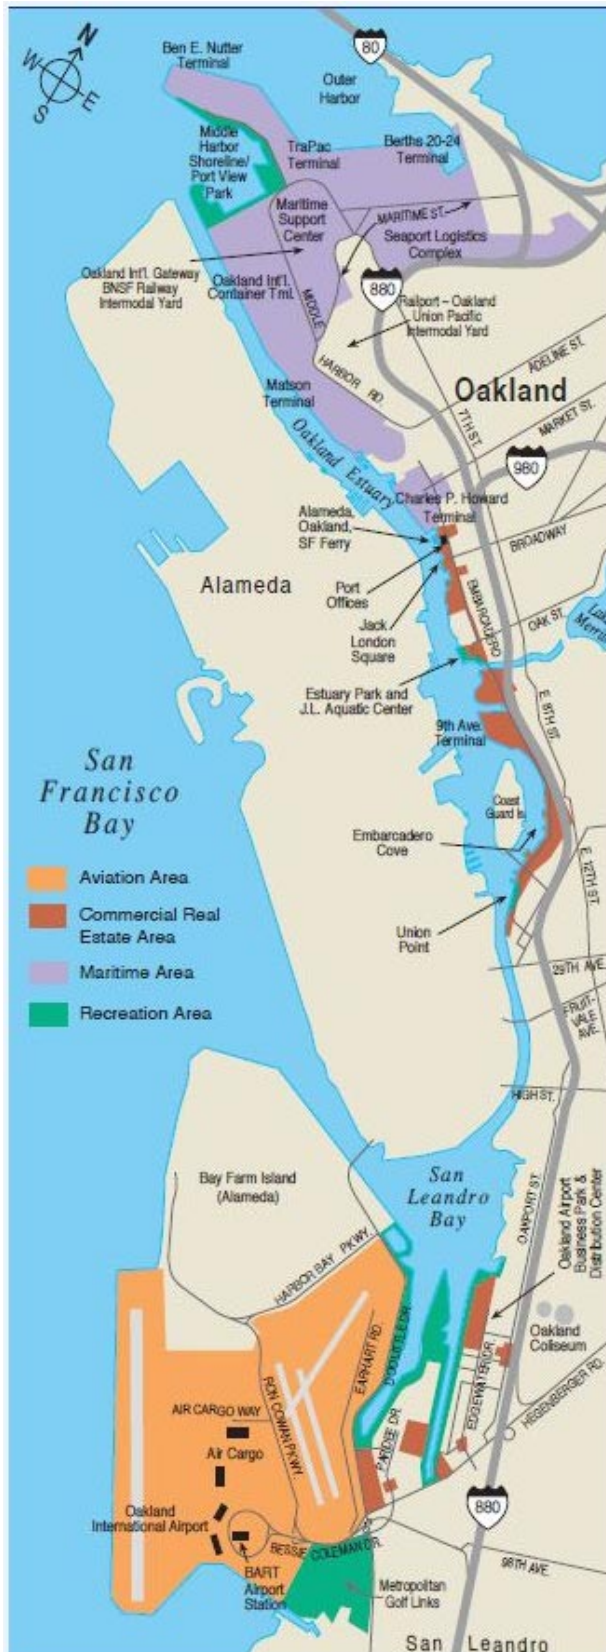 N
W
E
S
Ben E. Nutter
Terminal
80
Outer
Harbor
Middle
Harbor
Shoreline/
Port View
Park
TraPac
Terminal
Berths 20-24
Terminal
Maritime
Support
Center
MARITIME ST.
Seaport Logistics
Complex
Oakland Int'l. Gateway
BNSF Railway
Intermodal Yard
Oakland Int'l.
Container Tml.
880
Railport – Oakland
Union Pacific
Intermodal Yard
MIDDLE
HARBOR RD.
ADELINE ST.
Matson
Terminal
Oakland
MARKET ST.
7TH ST.
Oakland Estuary
980
Charles P. Howard
Terminal
Alameda,
Oakland,
SF Ferry
BROADWAY
Alameda
Port
Offices
EMBARCADERO
Jack
London
Square
OAK ST.
Lake
Merritt
Estuary Park and
J.L. Aquatic Center
E. 8TH ST.
9th Ave.
Terminal
San
Francisco
Bay
Coast
Guard Is.
Embarcadero
Cove
E. 12TH ST.
Aviation Area
Commercial Real
Estate Area
Maritime Area
Recreation Area
Union
Point
29TH AVE.
FRUIT-
VALE
AVE.
HIGH ST.
San
Leandro
Bay
Bay Farm Island
(Alameda)
OAKPORT ST.
Oakland Airport
Business Park &
Distribution Center
HARBOR BAY PKWY.
Oakland
Coliseum
DOOLITTLE DR.
EARHART RD.
EDGEWATER DR.
HEGENBERGER RD.
RON COWAN PKWY.
AIR CARGO WAY
PARDEE DR.
Air Cargo
Oakland
International Airport
880
BESSIE COLEMAN DR.
98TH AVE.
BART
Airport
Station
Metropolitan
Golf Links
San Leandro